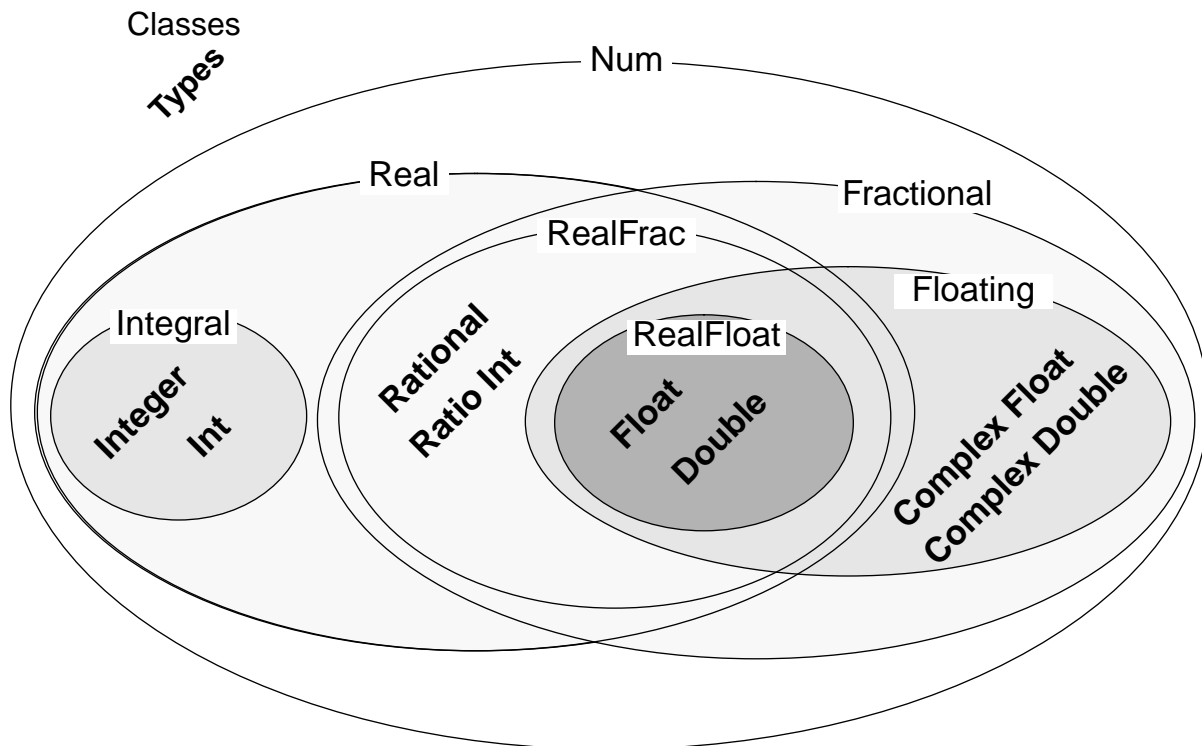 Classes
Types
Num
Real
Fractional
RealFrac
Floating
Integral
RealFloat
Integer
Int
Rational
Ratio Int
Float
Double
Complex Float
Complex Double